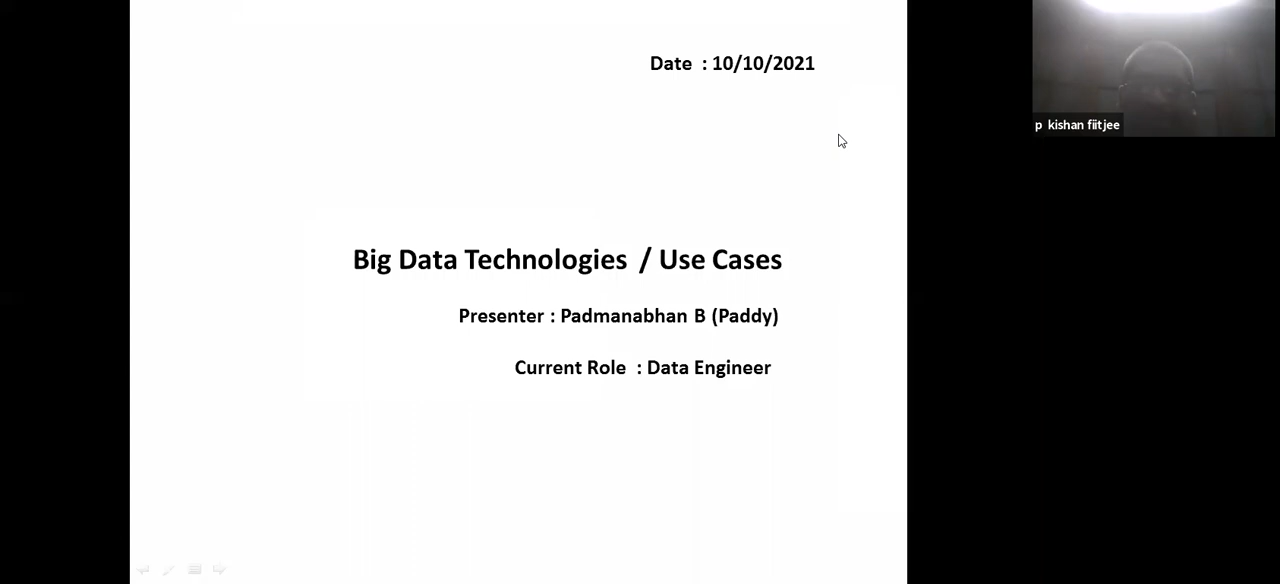 Date : 10/10/2021
p kishan fiitjee
Big Data Technologies / Use Cases
Presenter : Padmanabhan B (Paddy)
Current Role : Data Engineer